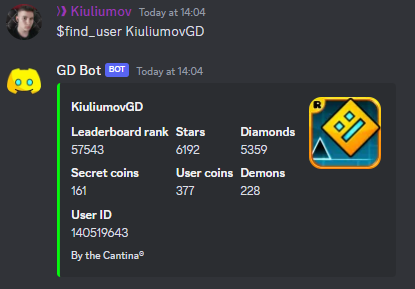 Kiuliumov Today at 14:04
$find_user KiuliumovGD
GD Bot BOT Today at 14:04
KiuliumovGD
R
Leaderboard rank Stars Diamonds
57543 6192 5359
Secret coins User coins Demons
161 377 228
User ID
140519643
By the Cantina®